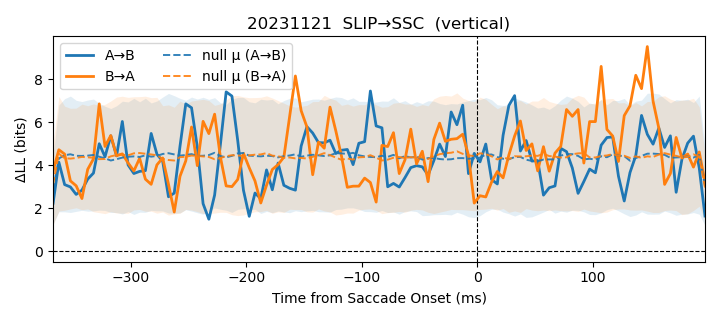 20231121  SLIP→SSC  (vertical)
A→B
B→A
null μ (A→B)
null μ (B→A)
ΔLL (bits)
8
6
4
2
0
−300
−200
−100
0
100
Time from Saccade Onset (ms)